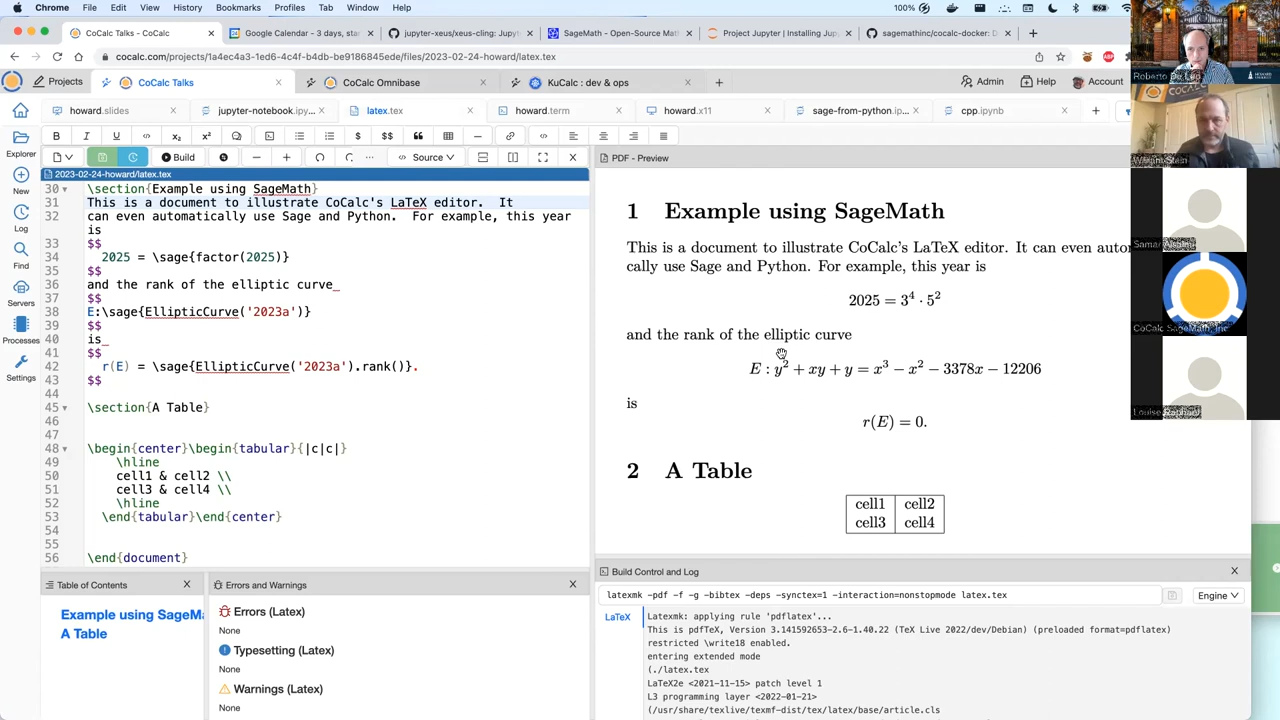 Chrome File Edit View History Bookmarks Profiles Tab Window Help 100%
CoCalc Talks - CoCalc
Google Calendar - 3 days, sta
jupyter-xeus/xeus-cling: Jupyt
SageMath - Open-Source Math
Project Jupyter | Installing Jup
sagemathinc/cocalc-docker: D
cocalc.com/projects/1a4ec4a3-1ed6-4c4f-b4db-be9186845ede/files/2023-02-24-howard/latex.tex
Projects CoCalc Talks CoCalc Omnibase k8s: dev & ops Admin Help Account
howard.slides jupyter-notebook.ipy... latex.tex howard.term howard.x11 sage-from-python.ip... cpp.ipynb
Explorer
New
Log
Find
Servers
Processes
Settings
Build Source
2023-02-24-howard/latex.tex
30 \section{Example using SageMath}
31 This is a document to illustrate CoCalc's LaTeX editor. It
32 can even automatically use Sage and Python. For example, this year
is
33 $$
34 2025 = \sage{factor(2025)}
35 $$
36 and the rank of the elliptic curve
37 $$
38 E:\sage{EllipticCurve('2023a')}
39 $$
40 is
41 $$
42 r(E) = \sage{EllipticCurve('2023a').rank()}.
43 $$
44
45 \section{A Table}
46
47
48 \begin{center}\begin{tabular}{|c|c|}
49 \hline
50 cell1 & cell2 \\
51 cell3 & cell4 \\
52 \hline
53 \end{tabular}\end{center}
54
55
56 \end{document}
Table of Contents
Example using SageMa
A Table
Errors and Warnings
Errors (Latex)
None
Typesetting (Latex)
None
Warnings (Latex)
None
PDF - Preview
1 Example using SageMath
This is a document to illustrate CoCalc's LaTeX editor. It can even autor
cally use Sage and Python. For example, this year is
2025 = 3⁴ · 5²
and the rank of the elliptic curve
E : y² + xy + y = x³ − x² − 3378x − 12206
is
r(E) = 0.
2 A Table
cell1 cell2
cell3 cell4
Build Control and Log
latexmk -pdf -f -g -bibtex -deps -synctex=1 -interaction=nonstopmode latex.tex
Engine
LaTeX
Latexmk: applying rule 'pdflatex'...
This is pdfTeX, Version 3.141592653-2.6-1.40.22 (TeX Live 2022/dev/Debian) (preloaded format=pdflatex)
restricted \write18 enabled.
entering extended mode
(./latex.tex
LaTeX2e <2021-11-15> patch level 1
L3 programming layer <2022-01-21>
(/usr/share/texlive/texmf-dist/tex/latex/base/article.cls
Roberto De Leo
William Stein
Samar
CoCalc SageMath, Inc.
Louise Raphael